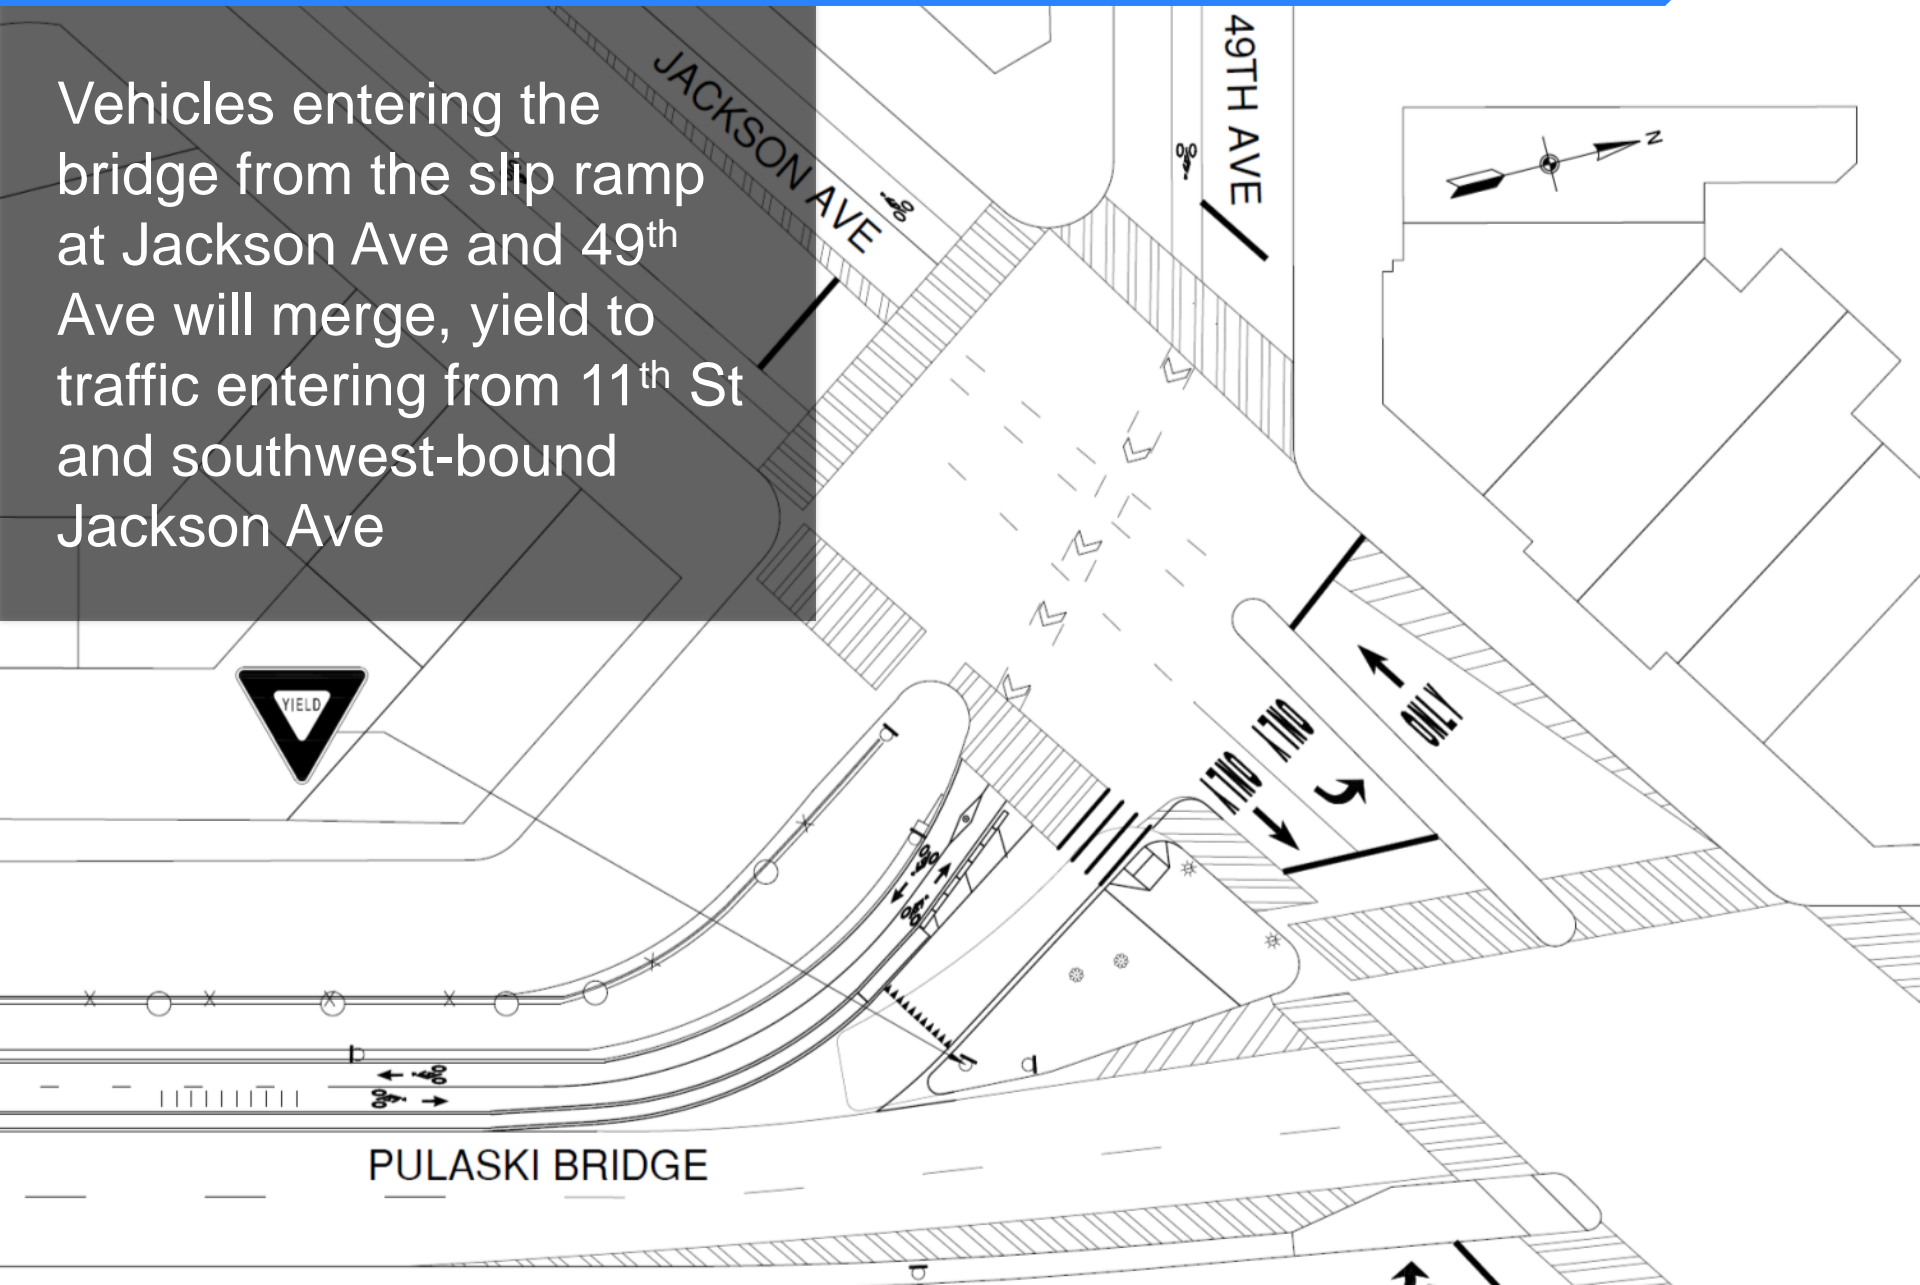 Vehicles entering the
bridge from the slip ramp
at Jackson Ave and 49th
Ave will merge, yield to
traffic entering from 11th St
and southwest-bound
Jackson Ave
JACKSON AVE
49TH AVE
N
YIELD
ONLY
ONLY
ONLY
PULASKI BRIDGE